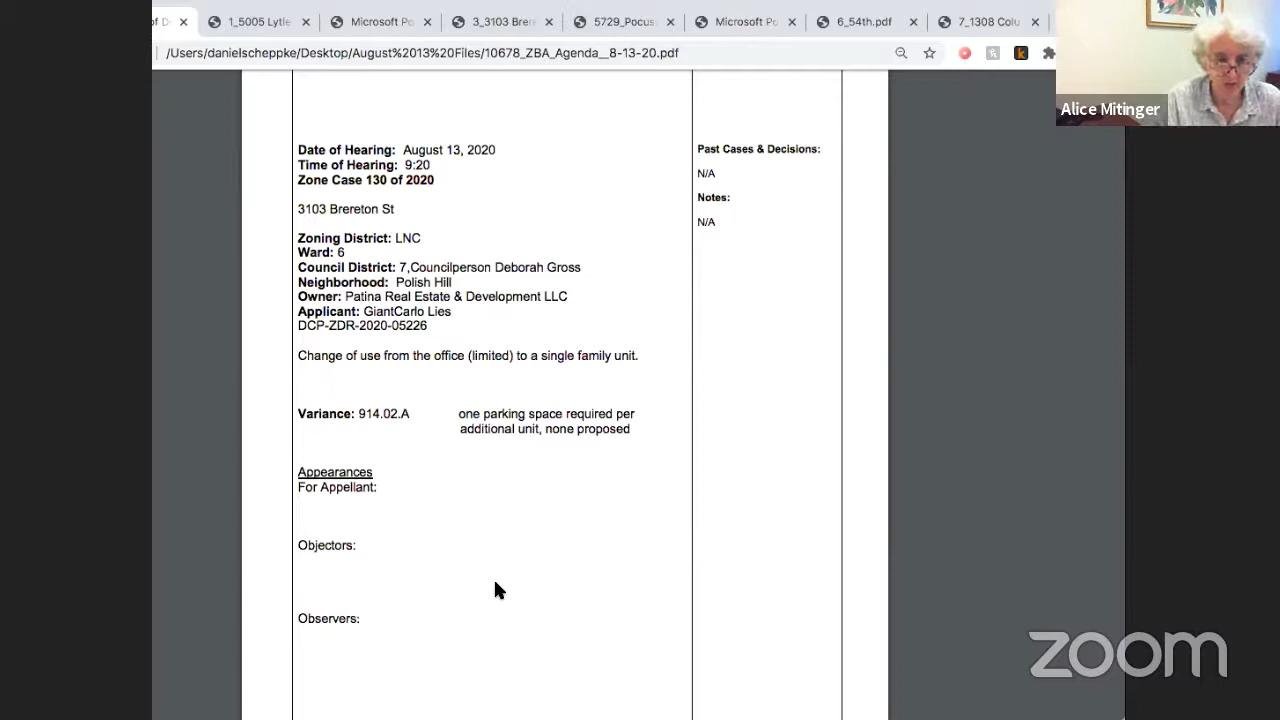 1_5005 Lytle
Microsoft Po
3_3103 Brer
5729_Pocus
Microsoft Po
6_54th.pdf
7_1308 Colu
/Users/danielscheppke/Desktop/August%2013%20Files/10678_ZBA_Agenda__8-13-20.pdf
Alice Mitinger
Date of Hearing: August 13, 2020
Time of Hearing: 9:20
Zone Case 130 of 2020
3103 Brereton St
Zoning District: LNC
Ward: 6
Council District: 7,Councilperson Deborah Gross
Neighborhood: Polish Hill
Owner: Patina Real Estate & Development LLC
Applicant: GiantCarlo Lies
DCP-ZDR-2020-05226
Change of use from the office (limited) to a single family unit.
Variance: 914.02.A one parking space required per
additional unit, none proposed
Appearances
For Appellant:
Objectors:
Observers:
Past Cases & Decisions:
N/A
Notes:
N/A
zoom